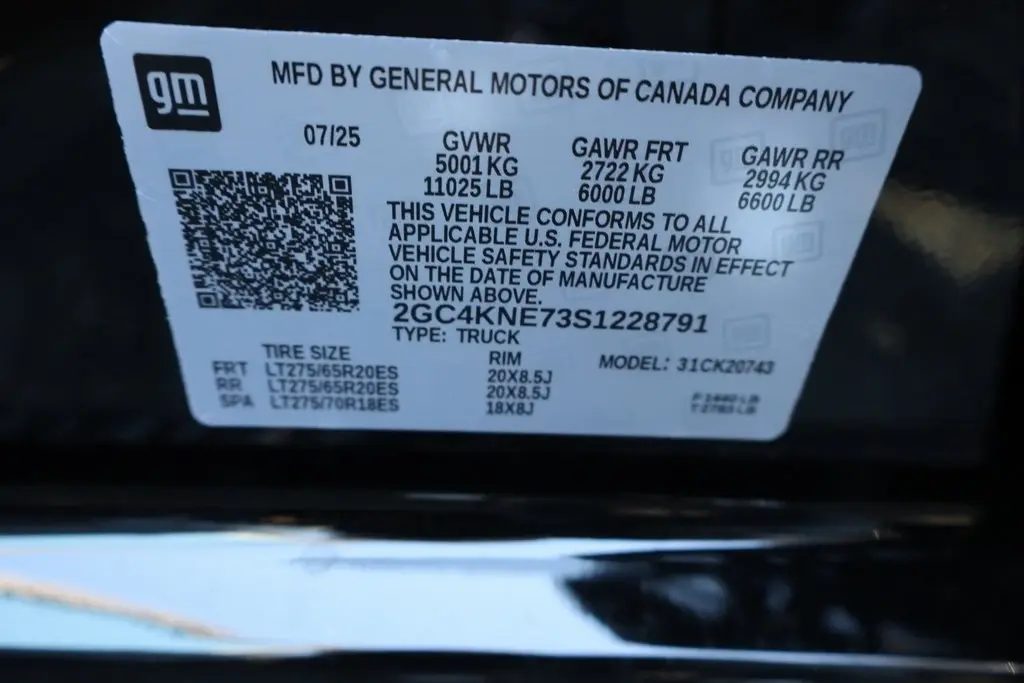 gm
MFD BY GENERAL MOTORS OF CANADA COMPANY
07/25
GVWR GAWR FRT GAWR RR
5001 KG 2722 KG 2994 KG
11025 LB 6000 LB 6600 LB
THIS VEHICLE CONFORMS TO ALL
APPLICABLE U.S. FEDERAL MOTOR
VEHICLE SAFETY STANDARDS IN EFFECT
ON THE DATE OF MANUFACTURE
SHOWN ABOVE.
2GC4KNE73S1228791
TYPE: TRUCK
TIRE SIZE RIM MODEL: 31CK20743
FRT LT275/65R20ES 20X8.5J
RR LT275/65R20ES 20X8.5J
SPA LT275/70R18ES 18X8J